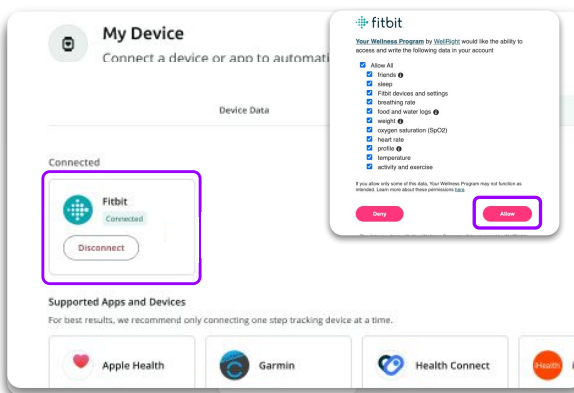 My Device
Connect a device or app to automati
Device Data
Connected
Fitbit
Connected
Disconnect
Supported Apps and Devices
For best results, we recommend only connecting one step tracking device at a time.
Apple Health
Garmin
Health Connect
iHealth
fitbit
Your Wellness Program by WellRight would like the ability to
access and write the following data in your account
Allow All
friends
sleep
Fitbit devices and settings
breathing rate
food and water logs
weight
oxygen saturation (SpO2)
heart rate
profile
temperature
activity and exercise
If you allow only some of this data, Your Wellness Program may not function as
intended. Learn more about these permissions here.
Deny
Allow